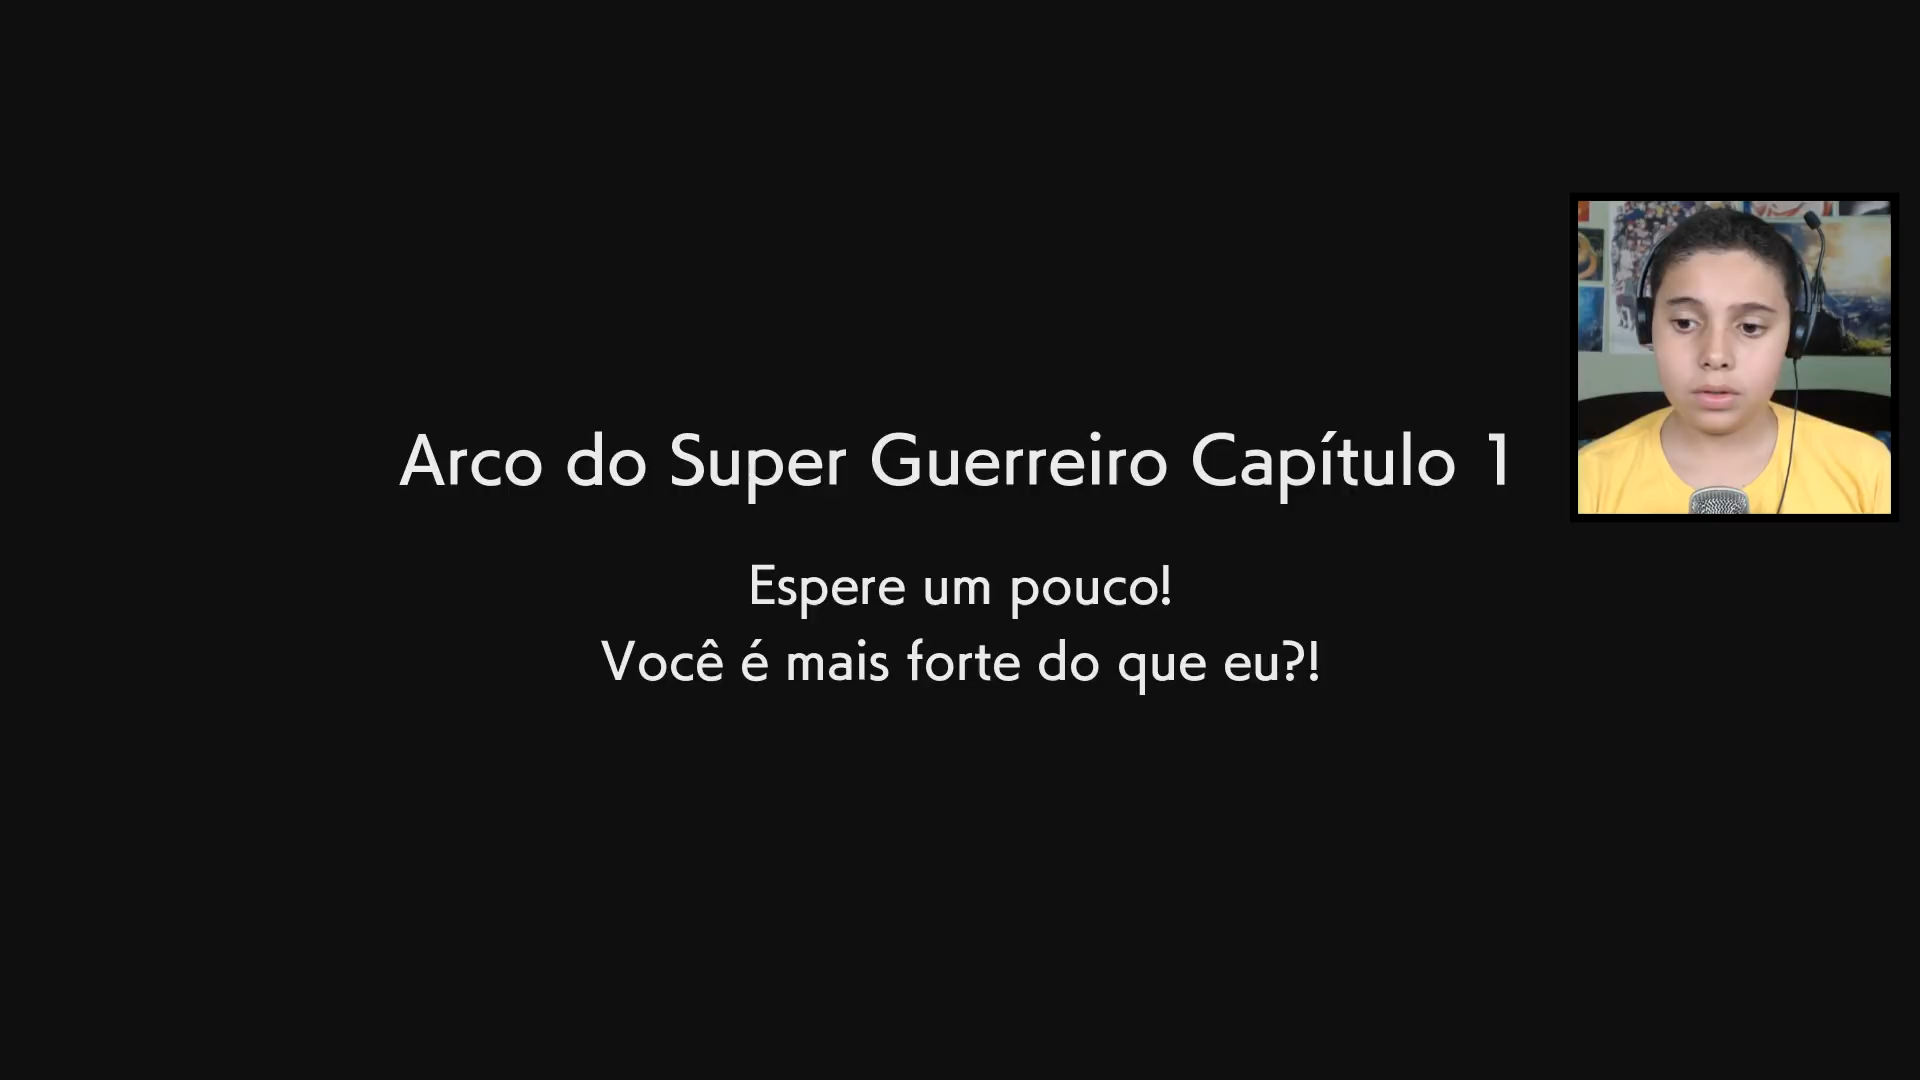 Arco do Super Guerreiro Capítulo 1
Espere um pouco!
Você é mais forte do que eu?!